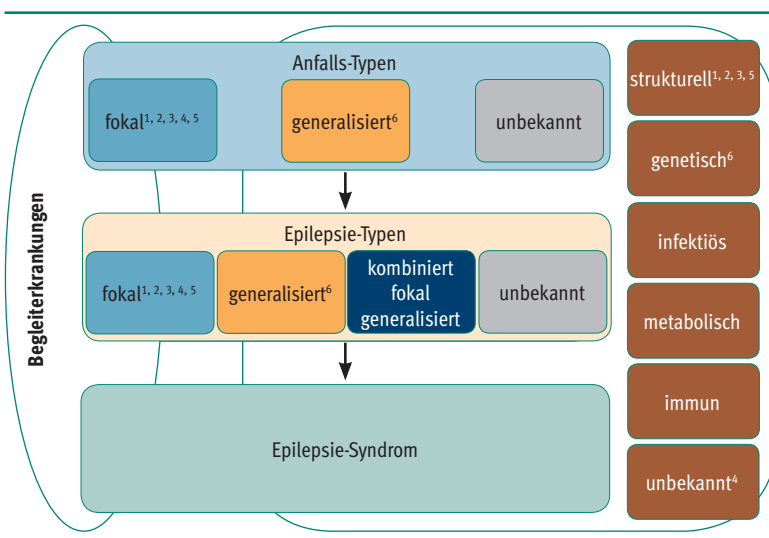 Anfalls-Typen
fokal1, 2, 3, 4, 5
generalisiert6
unbekannt
Epilepsie-Typen
fokal1, 2, 3, 4, 5
generalisiert6
kombiniert
fokal
generalisiert
unbekannt
Epilepsie-Syndrom
Begleiterkrankungen
strukturell1, 2, 3, 5
genetisch6
infektiös
metabolisch
immun
unbekannt4